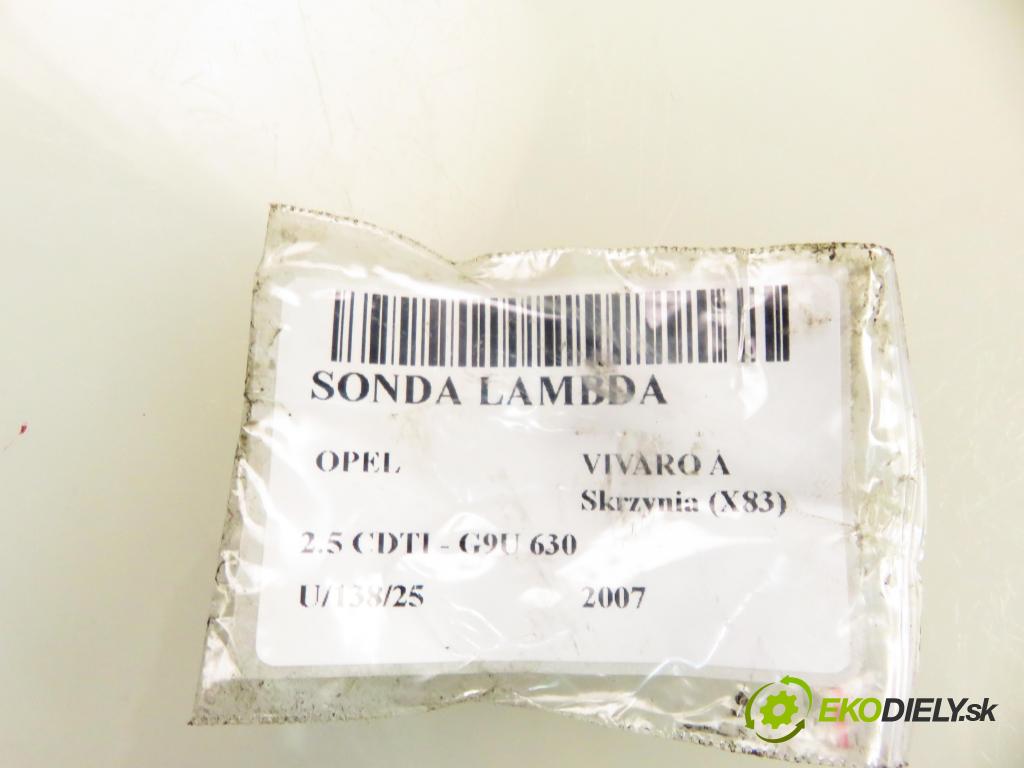 SONDA LAMBDA
OPEL VIVARO A
Skrzynia (X83)
2.5 CDTI - G9U 630
U/138/25 2007
EKODIELY.sk